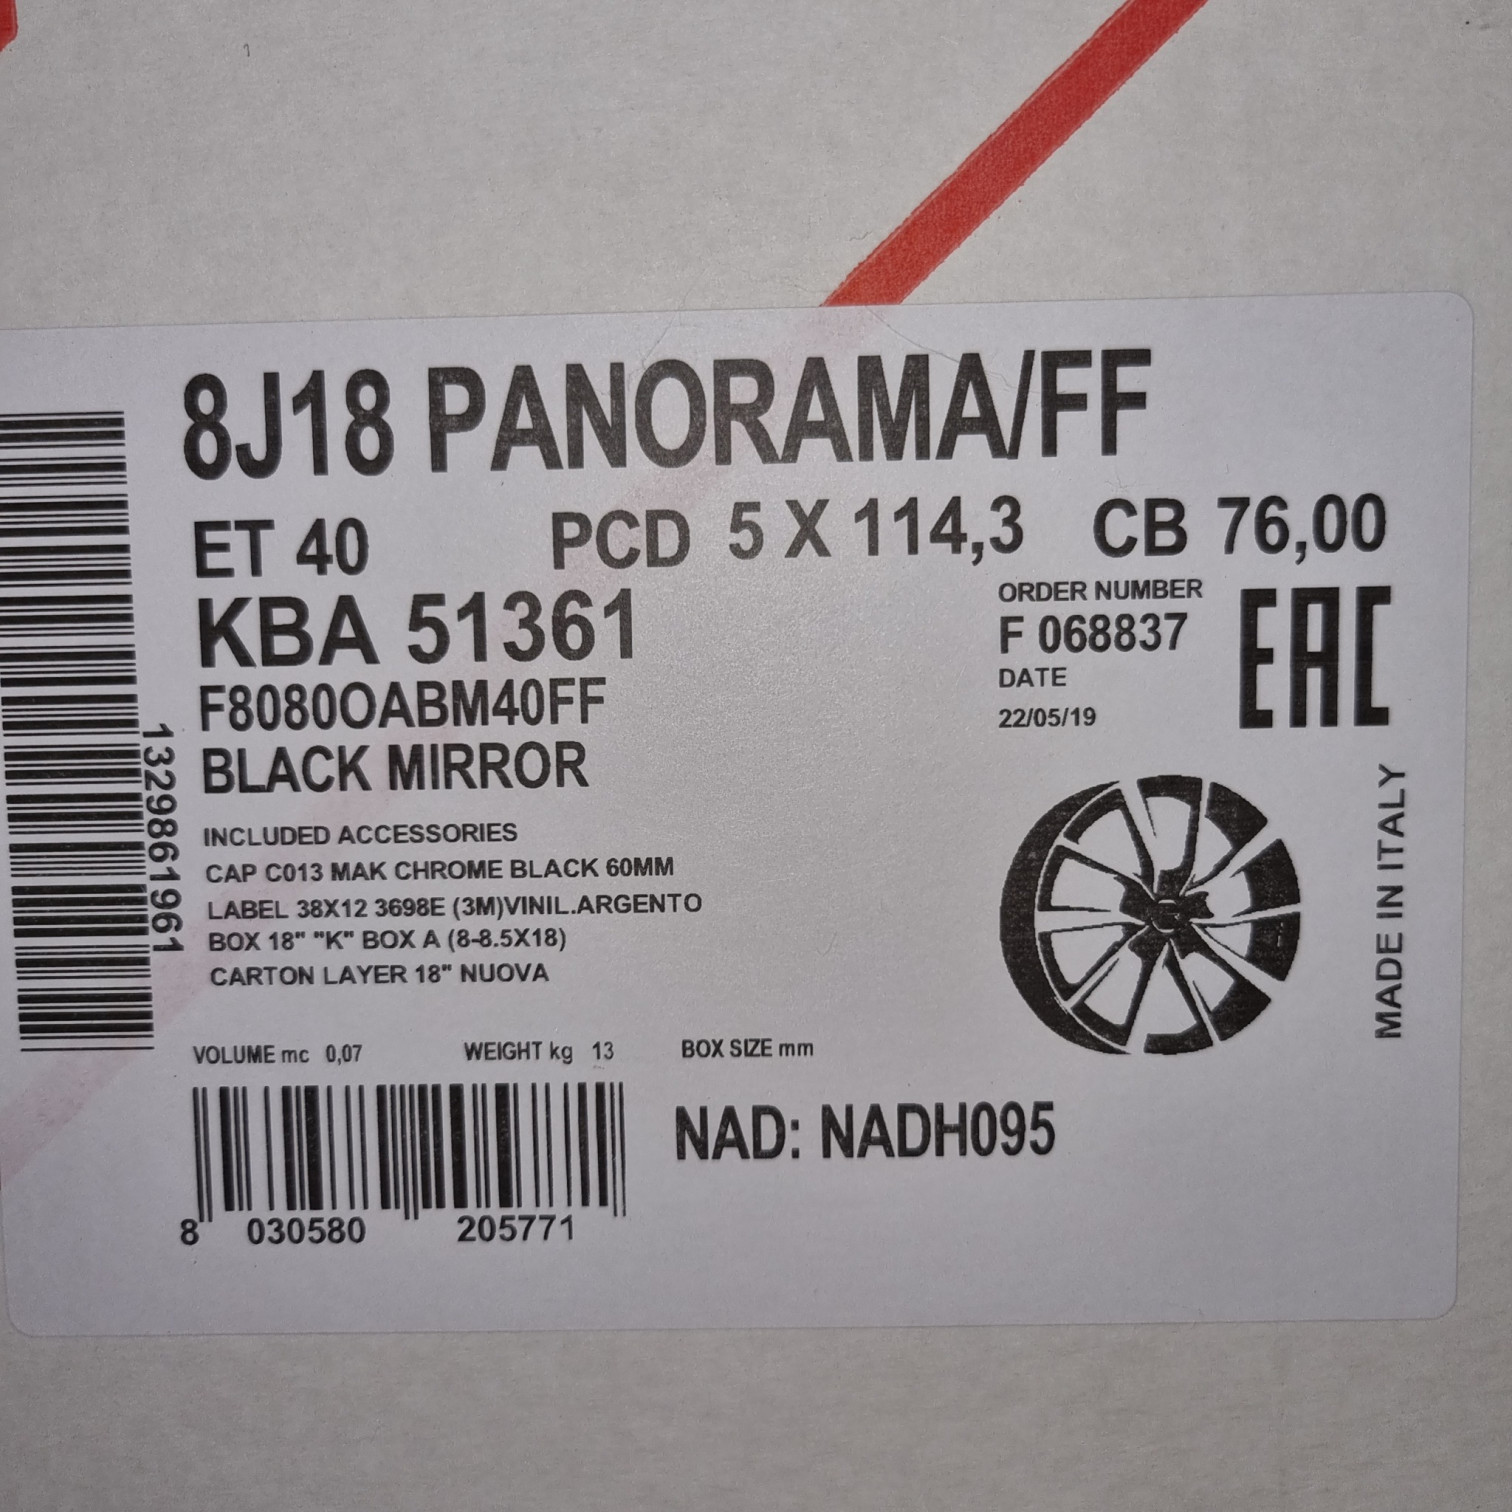 8J18 PANORAMA/FF
ET 40 PCD 5 X 114,3 CB 76,00
KBA 51361
F8080OABM40FF
BLACK MIRROR
ORDER NUMBER
F 068837
DATE
22/05/19
EAC
INCLUDED ACCESSORIES
CAP C013 MAK CHROME BLACK 60MM
LABEL 38X12 3698E (3M)VINIL.ARGENTO
BOX 18" "K" BOX A (8-8.5X18)
CARTON LAYER 18" NUOVA
MADE IN ITALY
1329861961
VOLUME mc 0,07 WEIGHT kg 13 BOX SIZE mm
NAD: NADH095
8 030580 205771